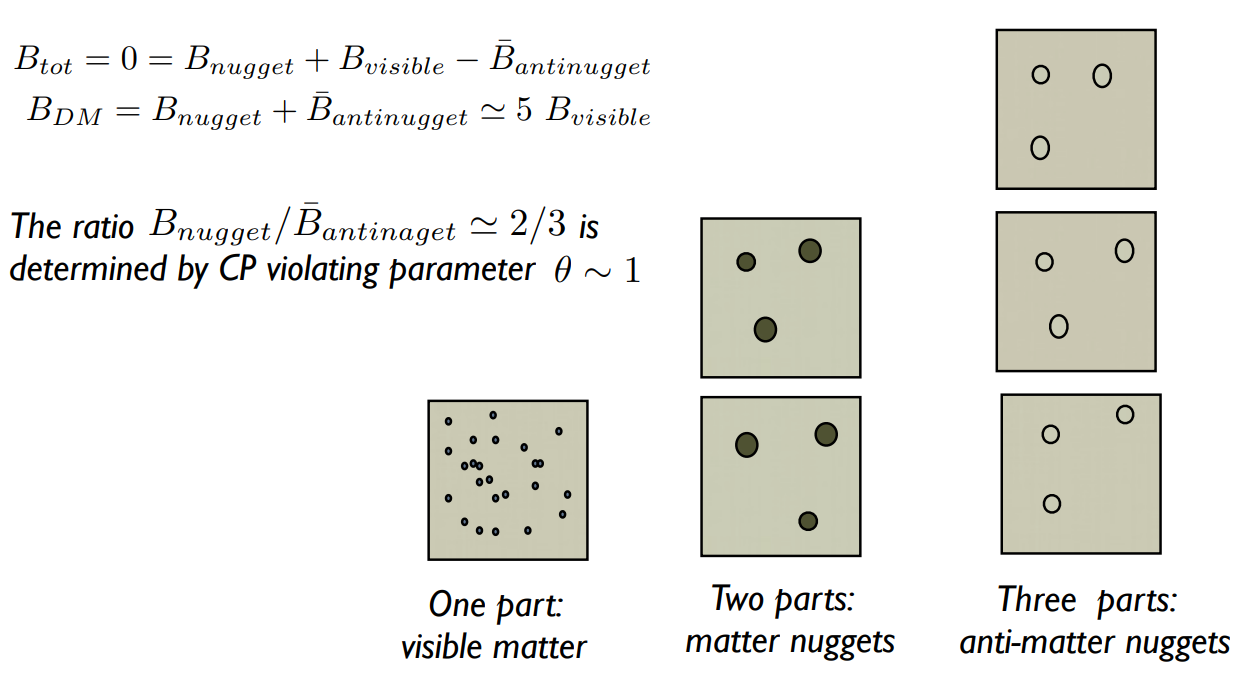 B_{tot} = 0 = B_{nugget} + B_{visible} − \bar{B}_{antinugget}
B_{DM} = B_{nugget} + \bar{B}_{antinugget} ≃ 5 B_{visible}
The ratio B_{nugget}/\bar{B}_{antinaget} ≃ 2/3 is
determined by CP violating parameter θ ∼ 1
One part:
visible matter
Two parts:
matter nuggets
Three parts:
anti-matter nuggets